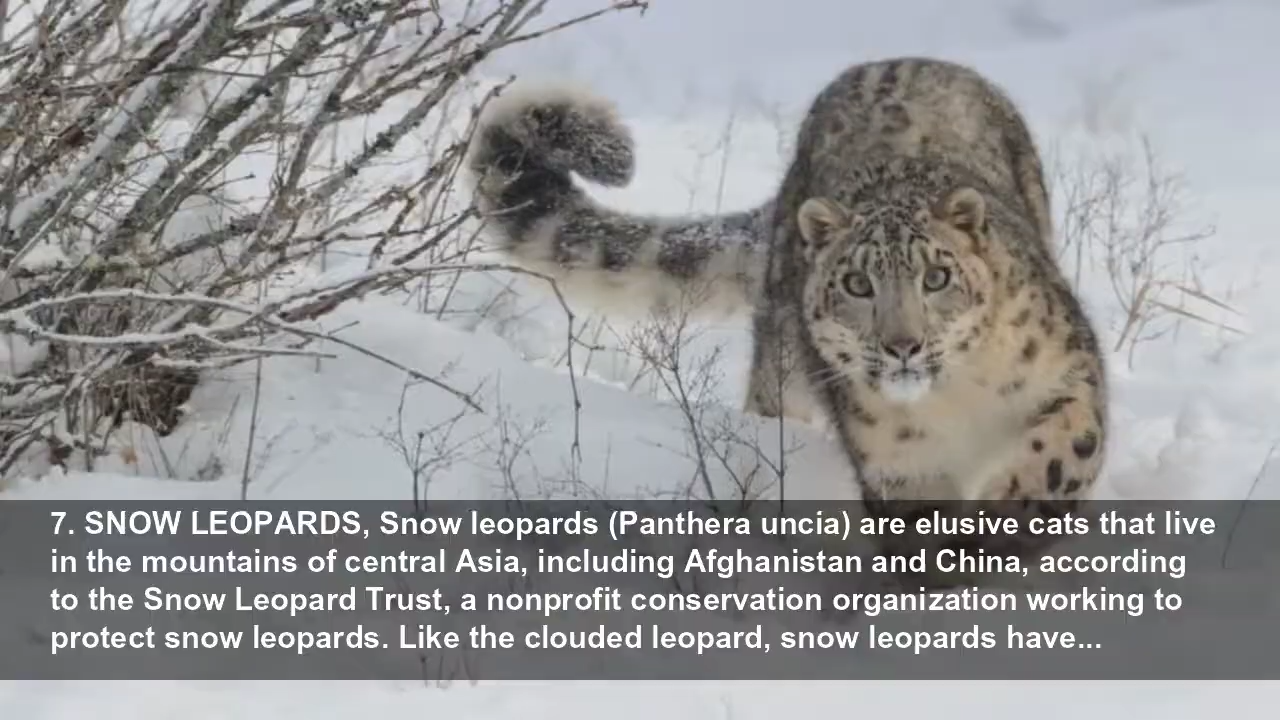 7. SNOW LEOPARDS, Snow leopards (Panthera uncia) are elusive cats that live
in the mountains of central Asia, including Afghanistan and China, according
to the Snow Leopard Trust, a nonprofit conservation organization working to
protect snow leopards. Like the clouded leopard, snow leopards have...